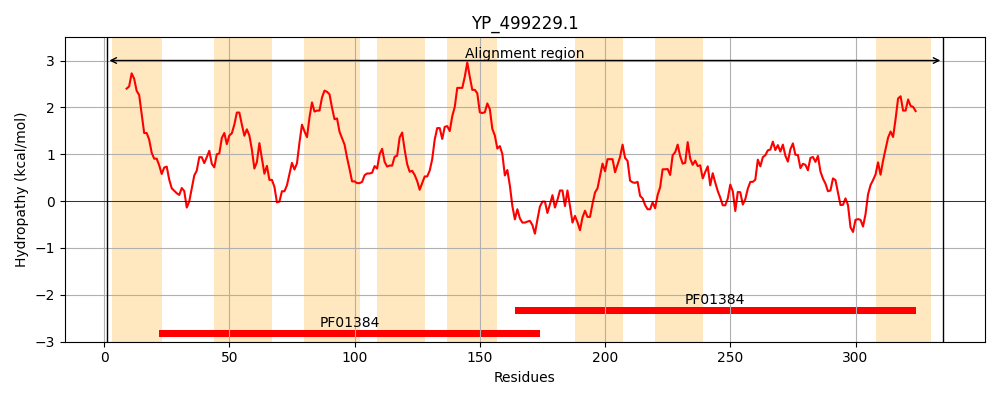 YP_499229.1
Alignment region
Hydropathy (kcal/mol)
3
2
1
0
−1
−2
−3
PF01384
PF01384
0
50
100
150
200
250
300
Residues